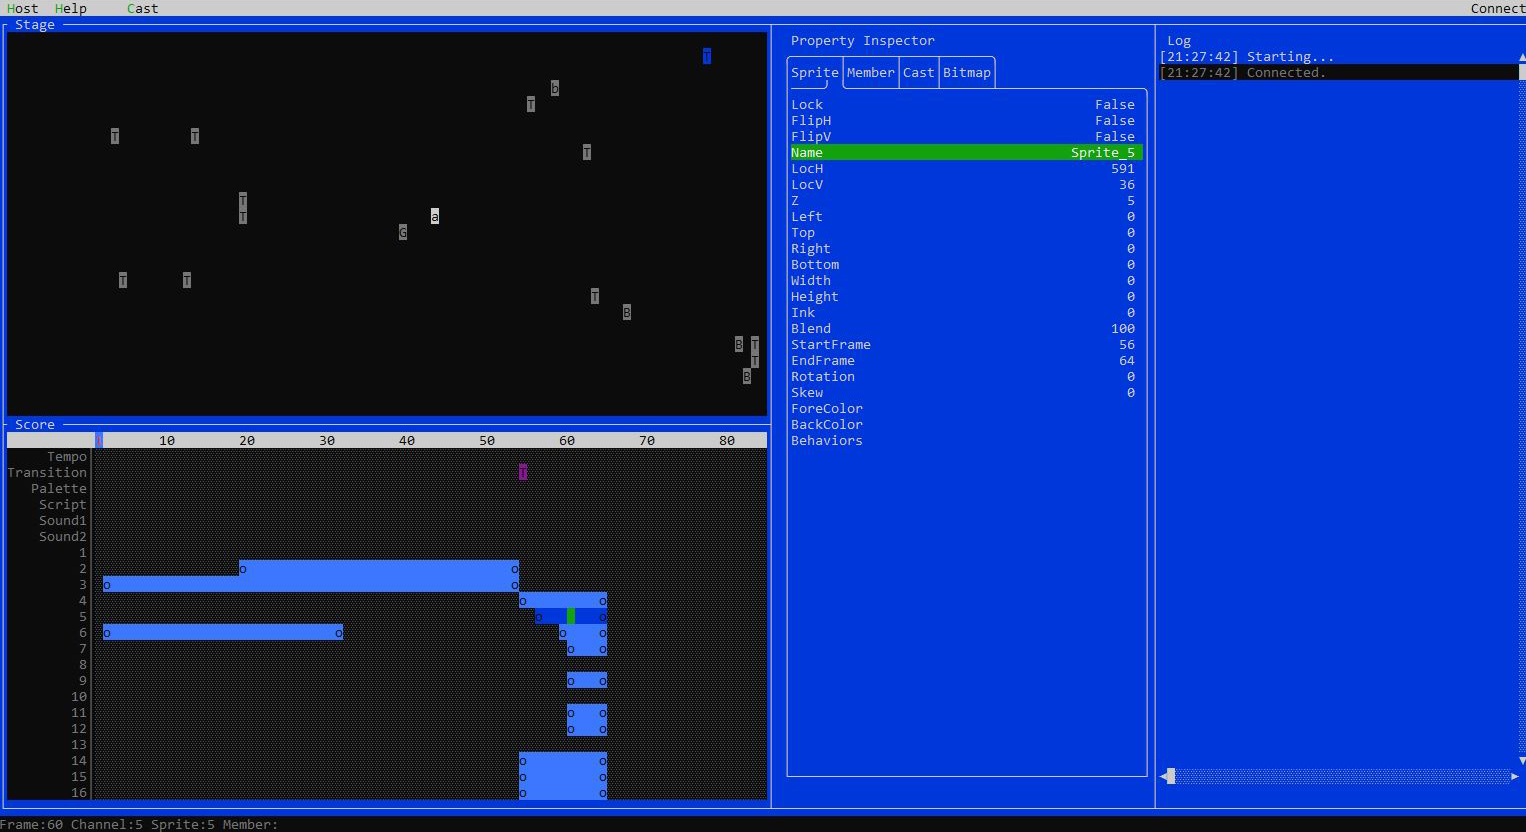 Host Help Cast Connect
Stage
T
b
T
T T
T
T
T
a
G
T T
T
B
B T
T
B
Score
10 20 30 40 50 60 70 80
Tempo
Transition T
Palette
Script
Sound1
Sound2
1
2 o o
3 o o
4 o o
5 o o
6 o o o o
7 o o
8
9 o o
10
11 o o
12 o o
13
14 o o
15 o o
16 o o
Property Inspector
Sprite Member Cast Bitmap
Lock False
FlipH False
FlipV False
Name Sprite_5
LocH 591
LocV 36
Z 5
Left 0
Top 0
Right 0
Bottom 0
Width 0
Height 0
Ink 0
Blend 100
StartFrame 56
EndFrame 64
Rotation 0
Skew 0
ForeColor
BackColor
Behaviors
Log
[21:27:42] Starting...
[21:27:42] Connected.
Frame:60 Channel:5 Sprite:5 Member: